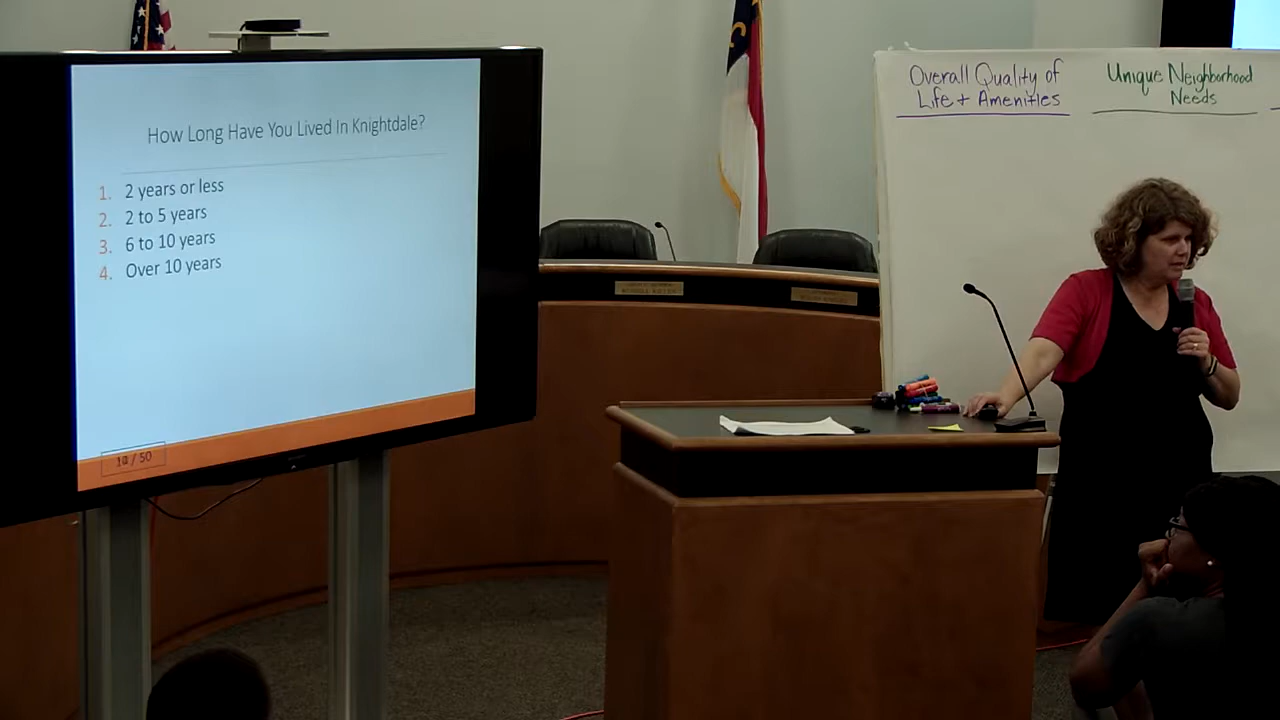 How Long Have You Lived In Knightdale?
1. 2 years or less
2. 2 to 5 years
3. 6 to 10 years
4. Over 10 years
/ 50
Overall Quality of
Life + Amenities
Unique Neighborhood
Needs